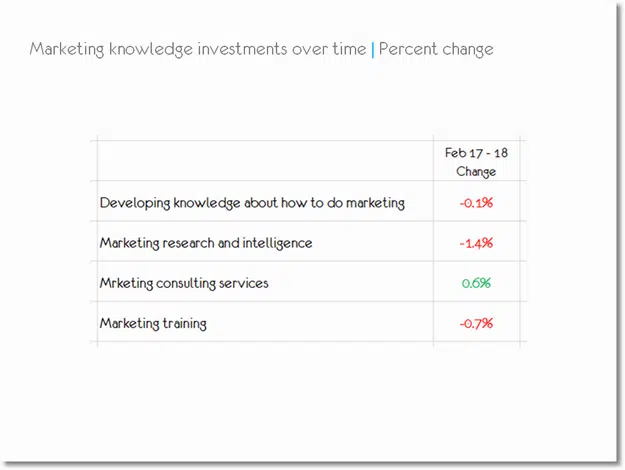 Marketing knowledge investments over time | Percent change
Feb 17 - 18
Change
Developing knowledge about how to do marketing -0.1%
Marketing research and intelligence -1.4%
Mrketing consulting services 0.6%
Marketing training -0.7%